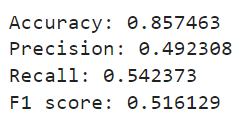 Accuracy: 0.857463
Precision: 0.492308
Recall: 0.542373
F1 score: 0.516129